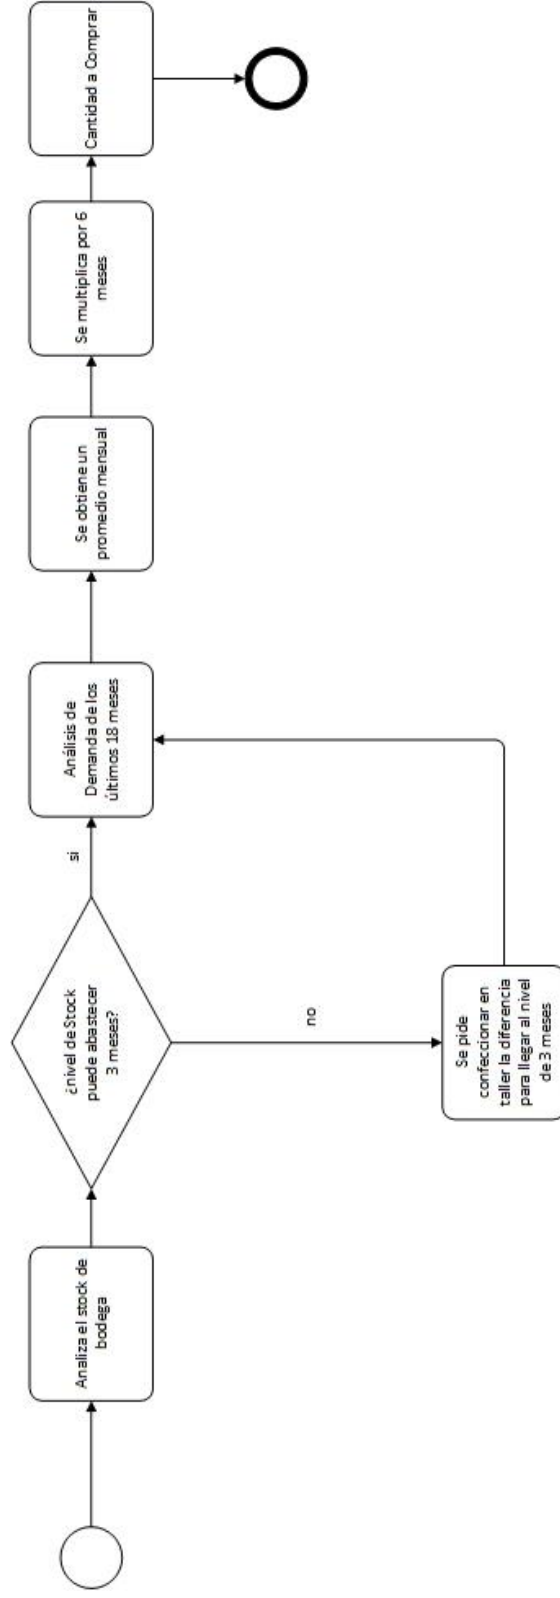 Analiza el stock de
bodega
¿nivel de Stock
puede abastecer
3 meses?
si
no
Se pide
confeccionar en
taller la diferencia
para llegar al nivel
de 3 meses
Análisis de
Demanda de los
últimos 18 meses
Se obtiene un
promedio mensual
Se multiplica por 6
meses
Cantidad a Comprar